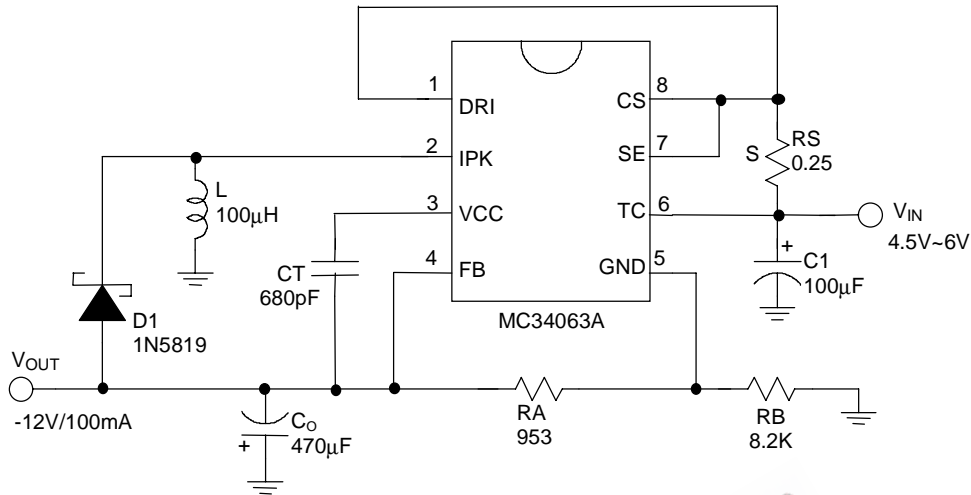 1
DRI
CS
8
2
IPK
SE
7
S
RS
0.25
L
100μH
3
VCC
TC
6
VIN
4.5V~6V
CT
680pF
4
FB
GND
5
+
C1
100μF
MC34063A
D1
1N5819
VOUT
-12V/100mA
+
CO
470μF
RA
953
RB
8.2K